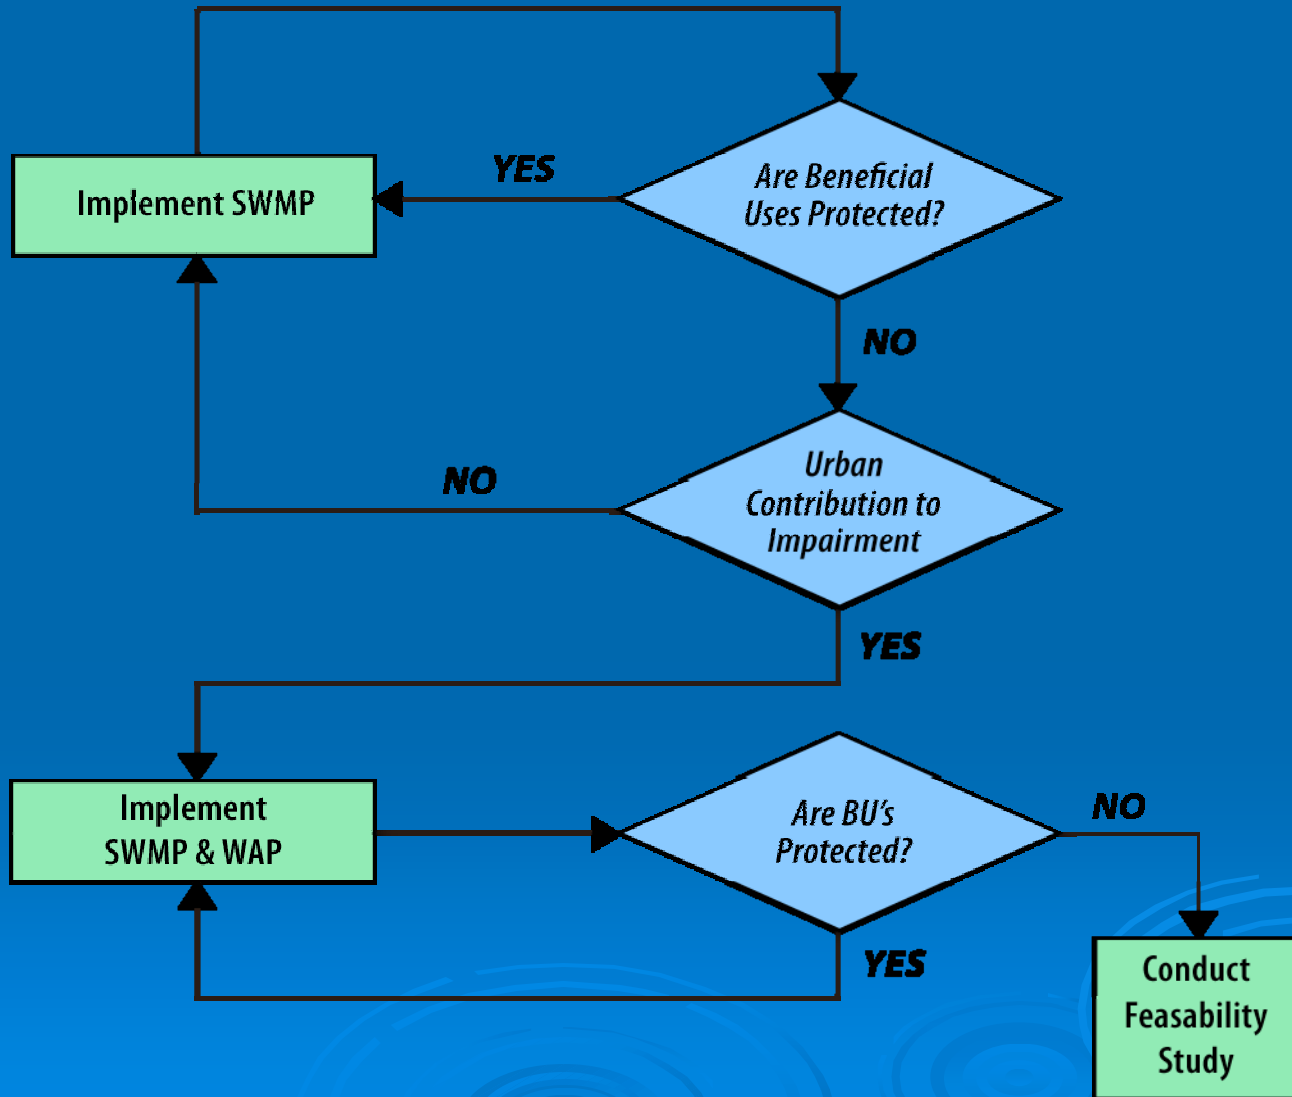 YES
Are Beneficial
Uses Protected?
Implement SWMP
NO
Urban
Contribution to
Impairment
NO
YES
Implement
SWMP & WAP
Are BU's
Protected?
NO
YES
Conduct
Feasability
Study